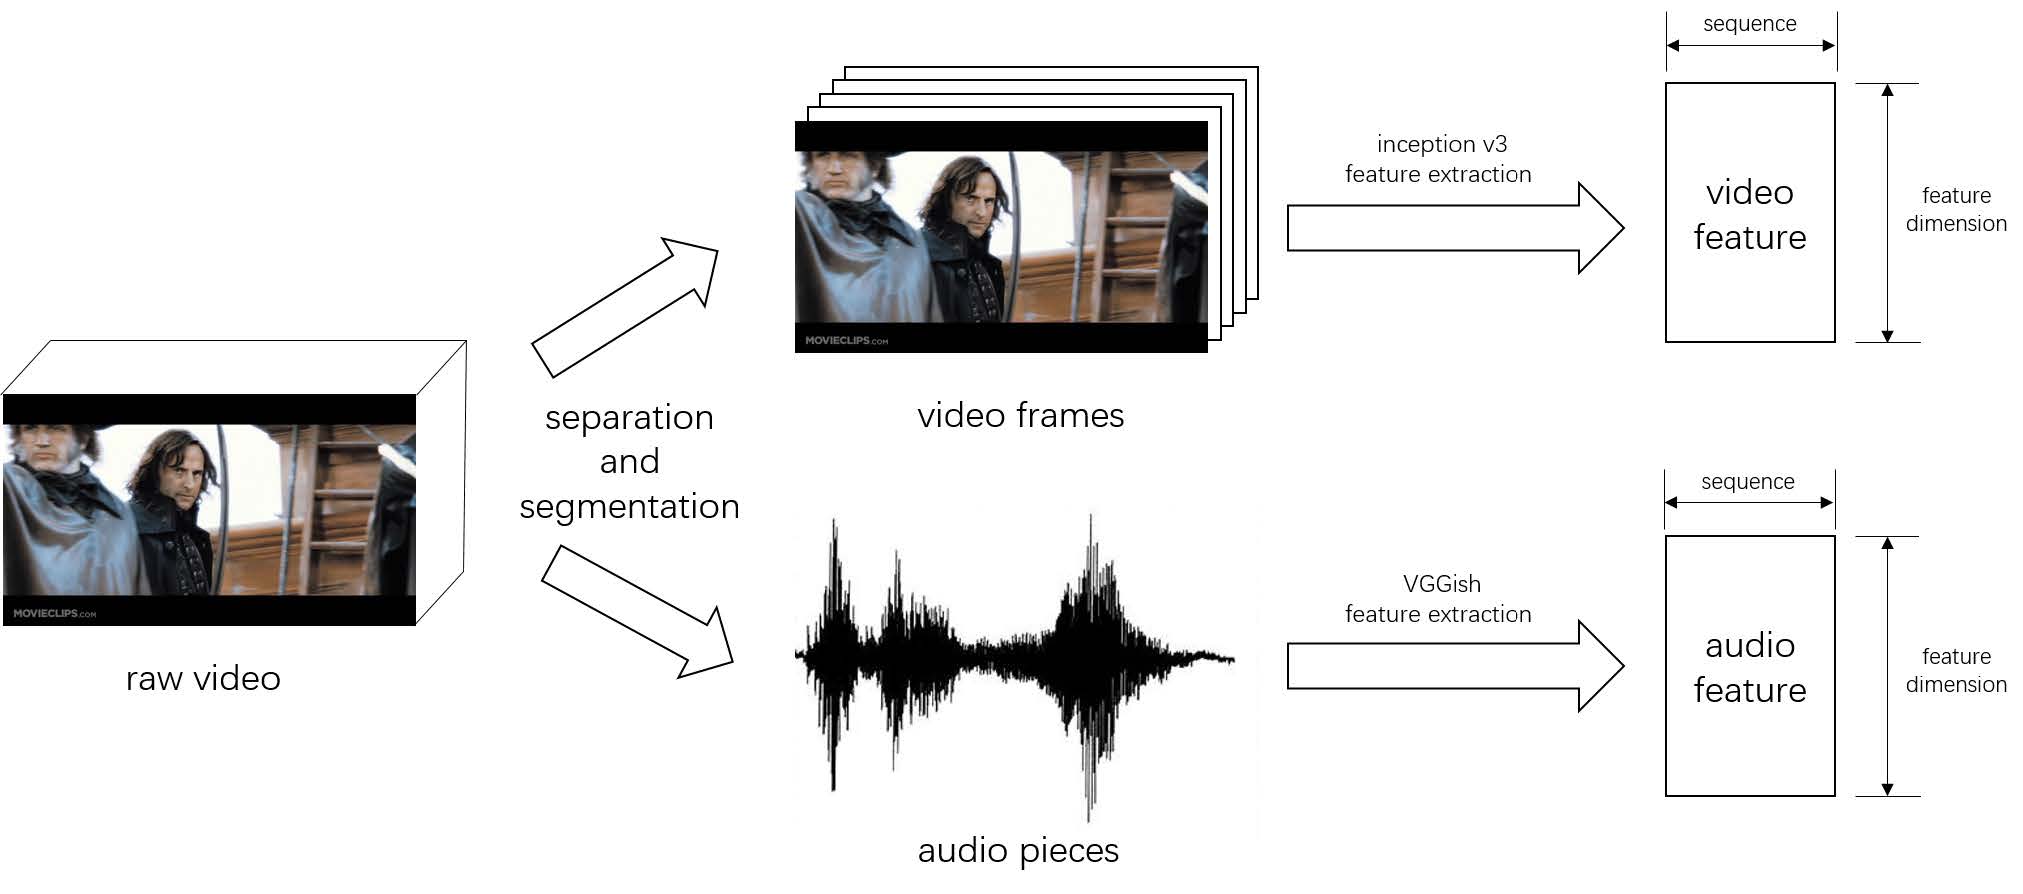 sequence
inception v3
feature extraction
video
feature
feature
dimension
MOVIECLIPS.COM
video frames
separation
and
segmentation
MOVIECLIPS.COM
raw video
sequence
VGGish
feature extraction
audio
feature
feature
dimension
audio pieces